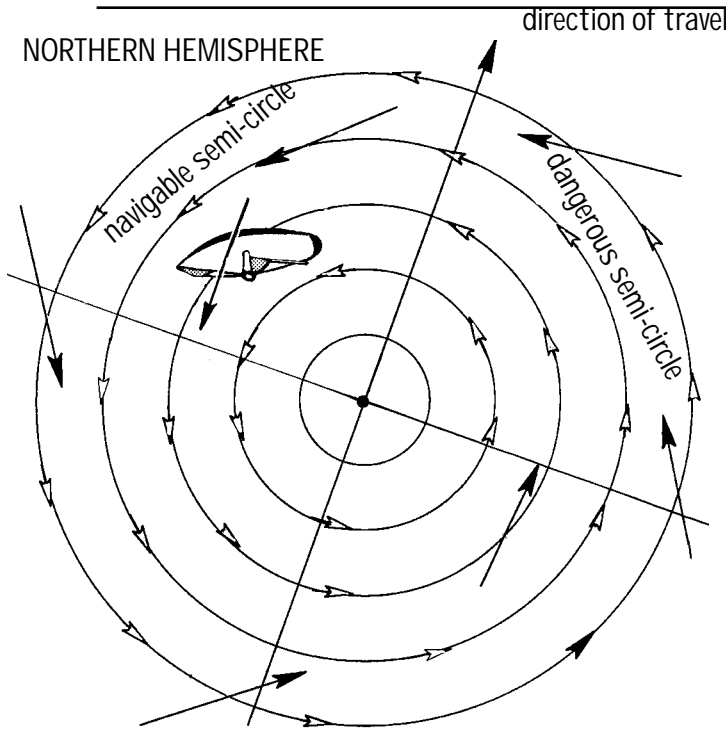 direction of travel
NORTHERN HEMISPHERE
navigable semi-circle
dangerous semi-circle